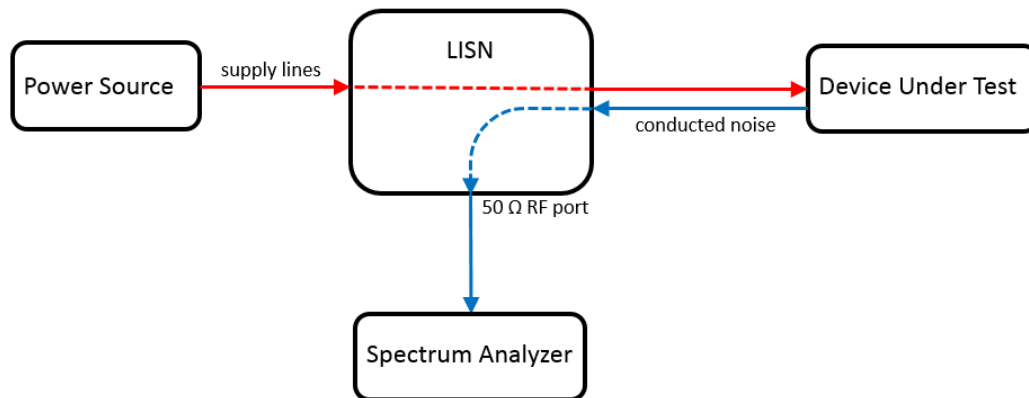 LISN
Power Source
supply lines
Device Under Test
conducted noise
50 Ω RF port
Spectrum Analyzer